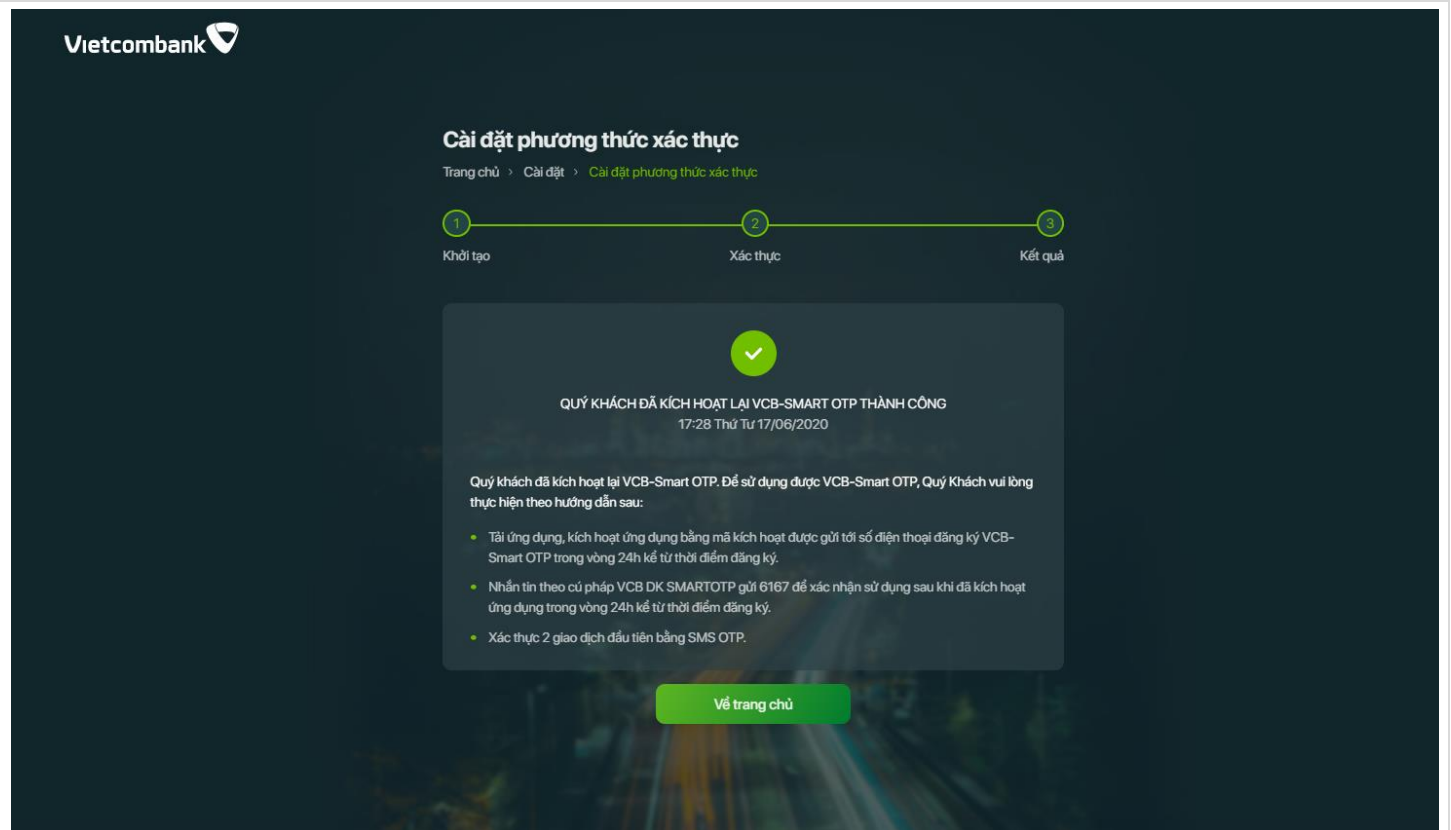 Vietcombank
Cài đặt phương thức xác thực
Trang chủ › Cài đặt › Cài đặt phương thức xác thực
1 2 3
Khởi tạo Xác thực Kết quả
QUÝ KHÁCH ĐÃ KÍCH HOẠT LẠI VCB-SMART OTP THÀNH CÔNG
17:28 Thứ Tư 17/06/2020
Quý khách đã kích hoạt lại VCB-Smart OTP. Để sử dụng được VCB-Smart OTP, Quý Khách vui lòng
thực hiện theo hướng dẫn sau:
• Tải ứng dụng, kích hoạt ứng dụng bằng mã kích hoạt được gửi tới số điện thoại đăng ký VCB-
Smart OTP trong vòng 24h kể từ thời điểm đăng ký.
• Nhắn tin theo cú pháp VCB DK SMARTOTP gửi 6167 để xác nhận sử dụng sau khi đã kích hoạt
ứng dụng trong vòng 24h kể từ thời điểm đăng ký.
• Xác thực 2 giao dịch đầu tiên bằng SMS OTP.
Về trang chủ